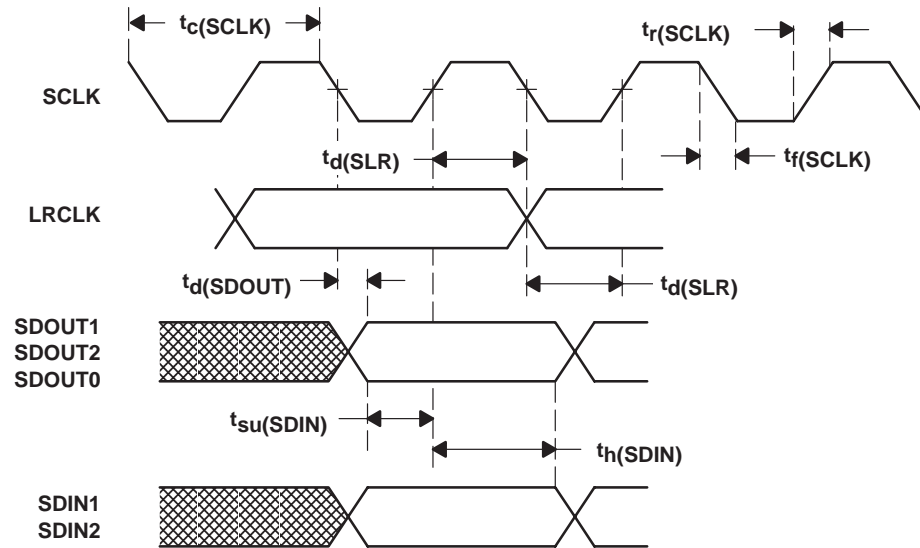 tc(SCLK)
tr(SCLK)
SCLK
td(SLR)
tf(SCLK)
LRCLK
td(SDOUT)
td(SLR)
SDOUT1
SDOUT2
SDOUT0
tsu(SDIN)
th(SDIN)
SDIN1
SDIN2